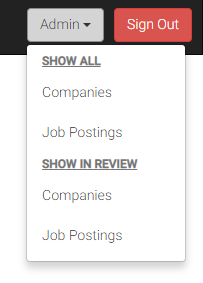 Admin Sign Out
SHOW ALL
Companies
Job Postings
SHOW IN REVIEW
Companies
Job Postings